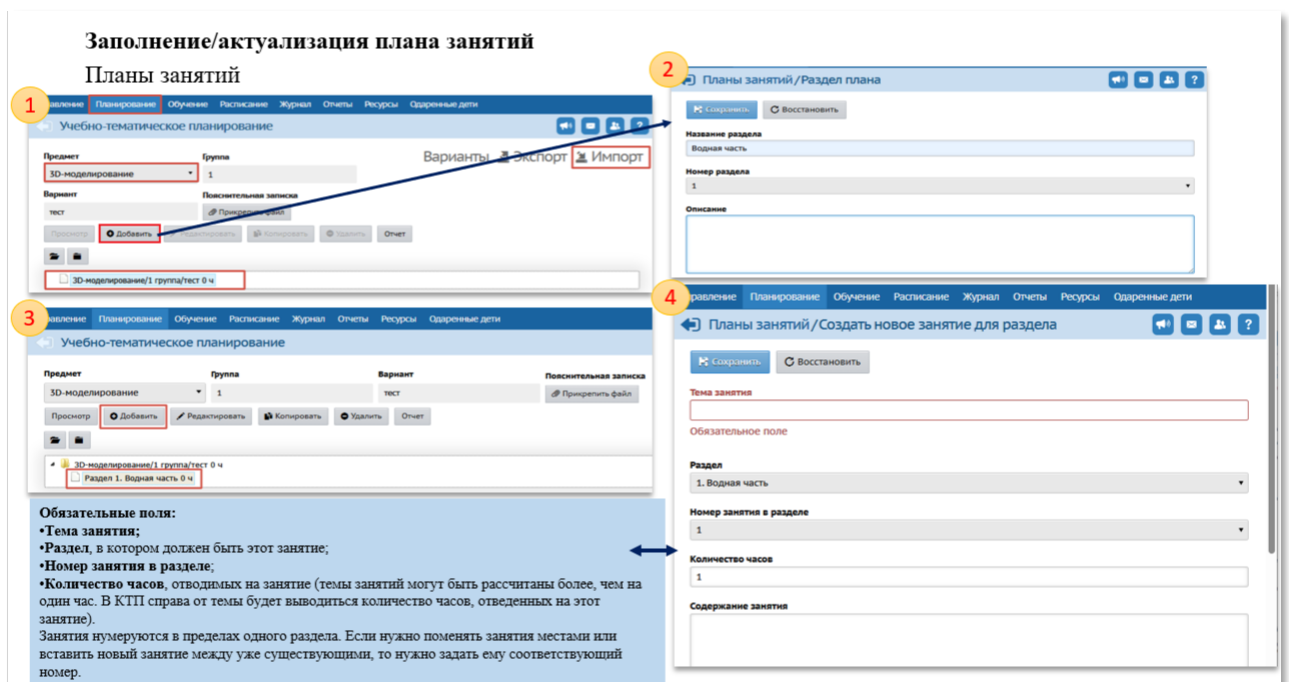 Заполнение/актуализация плана занятий
Планы занятий
1
авление Планирование Обучение Расписание Журнал Отчеты Ресурсы Одаренные дети
Учебно-тематическое планирование
?
Предмет Группа Варианты Экспорт Импорт
3D-моделирование 1
Вариант Пояснительная записка
тест Прикрепить файл
Просмотр Добавить Редактировать Копировать Удалить Отчет
3D-моделирование/1 группа/тест 0 ч
2
Планы занятий/Раздел плана
?
Сохранить Восстановить
Название раздела
Водная часть
Номер раздела
1
Описание
3
авление Планирование Обучение Расписание Журнал Отчеты Ресурсы Одаренные дети
Учебно-тематическое планирование
Предмет Группа Вариант Пояснительная записка
3D-моделирование 1 тест Прикрепить файл
Просмотр Добавить Редактировать Копировать Удалить Отчет
3D-моделирование/1 группа/тест 0 ч
Раздел 1. Водная часть 0 ч
4
равление Планирование Обучение Расписание Журнал Отчеты Ресурсы Одаренные дети
Планы занятий/Создать новое занятие для раздела
?
Сохранить Восстановить
Тема занятия
Обязательное поле
Раздел
1. Водная часть
Номер занятия в разделе
1
Количество часов
1
Содержание занятия
Обязательные поля:
•Тема занятия;
•Раздел, в котором должен быть этот занятие;
•Номер занятия в разделе;
•Количество часов, отводимых на занятие (темы занятий могут быть рассчитаны более, чем на
один час. В КТП справа от темы будет выводиться количество часов, отведенных на этот
занятие).
Занятия нумеруются в пределах одного раздела. Если нужно поменять занятия местами или
вставить новый занятие между уже существующими, то нужно задать ему соответствующий
номер.